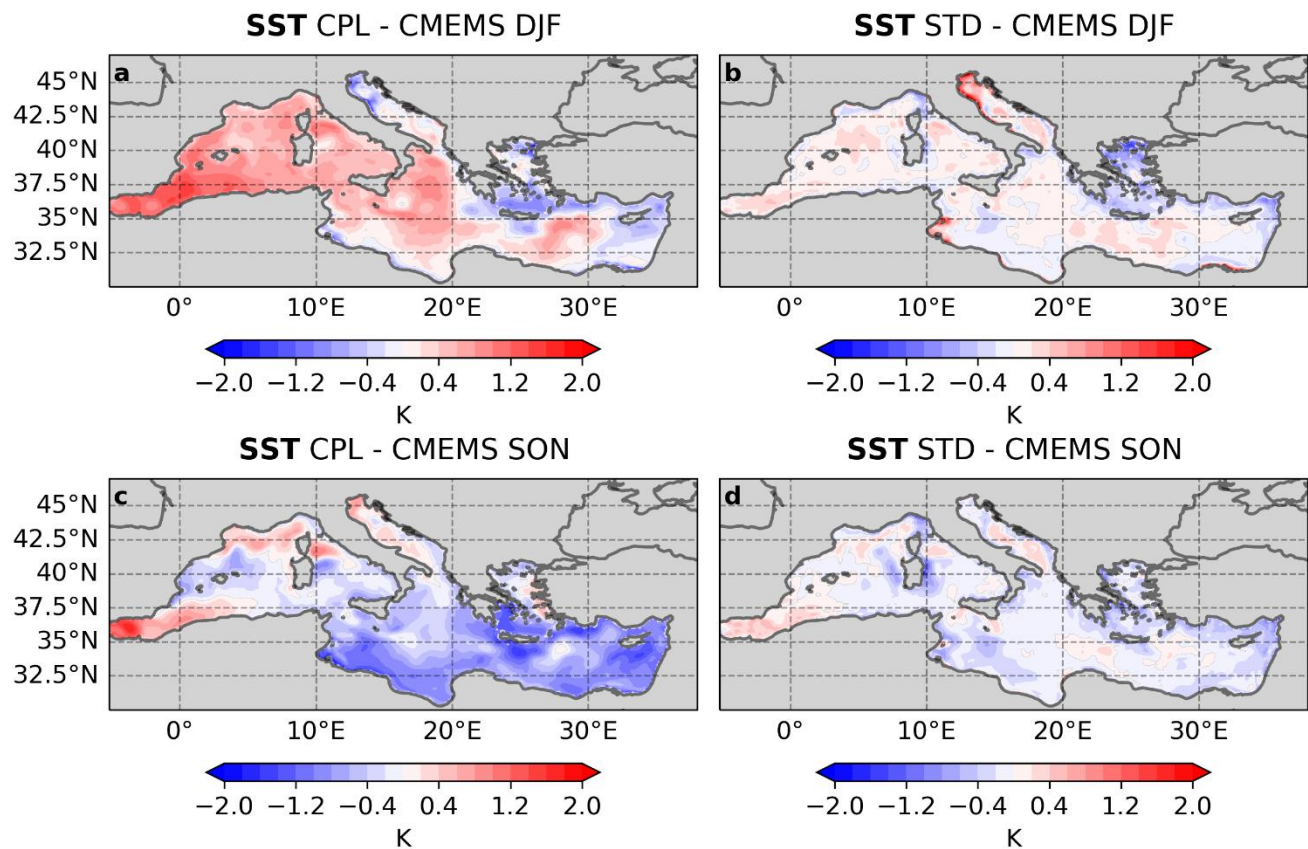 SST CPL - CMEMS DJF
SST STD - CMEMS DJF
a
b
45°N
42.5°N
40°N
37.5°N
35°N
32.5°N
0°
10°E
20°E
30°E
0°
10°E
20°E
30°E
−2.0 −1.2 −0.4 0.4 1.2 2.0
K
−2.0 −1.2 −0.4 0.4 1.2 2.0
K
SST CPL - CMEMS SON
SST STD - CMEMS SON
c
d
45°N
42.5°N
40°N
37.5°N
35°N
32.5°N
0°
10°E
20°E
30°E
0°
10°E
20°E
30°E
−2.0 −1.2 −0.4 0.4 1.2 2.0
K
−2.0 −1.2 −0.4 0.4 1.2 2.0
K